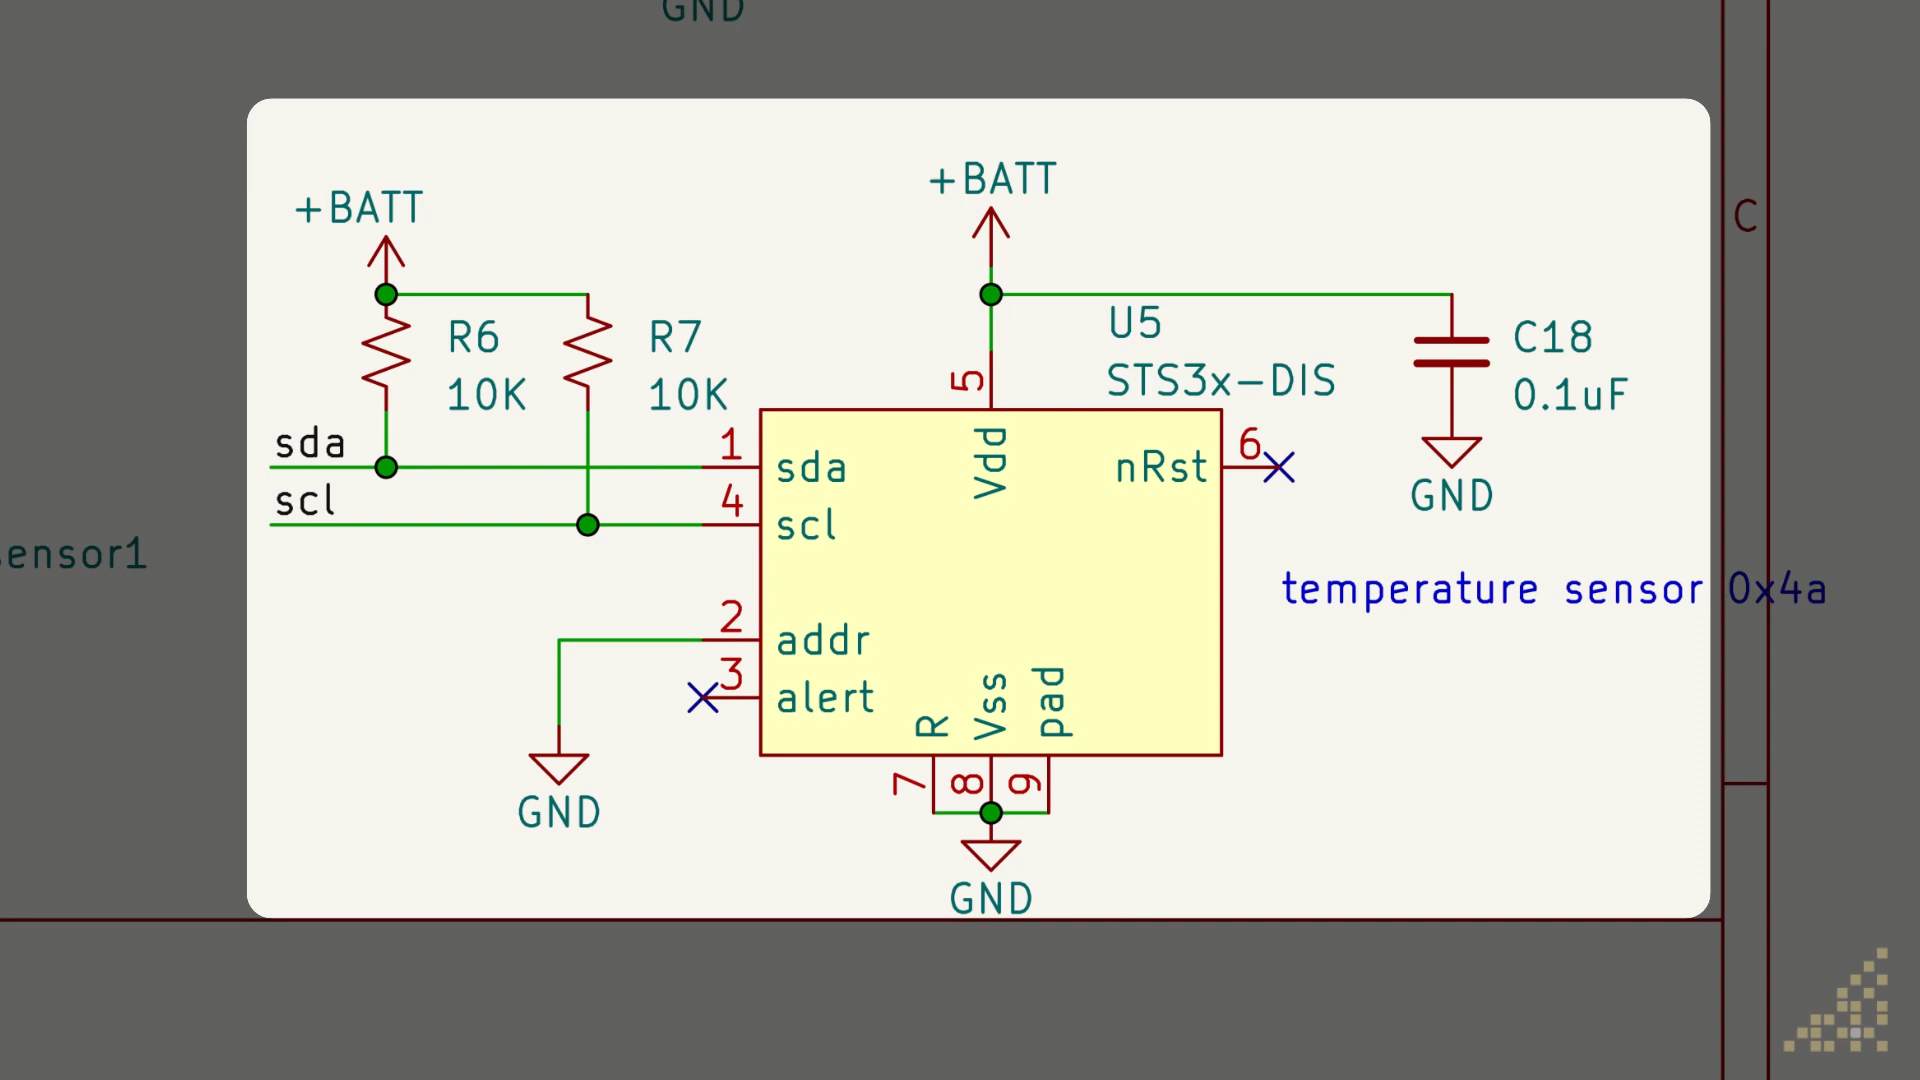 GND
+BATT
+BATT
C
R6
10K
R7
10K
U5
STS3x-DIS
C18
0.1uF
5
sda
1
sda
Vdd
nRst
6
scl
4
scl
GND
ensor1
temperature sensor 0x4a
2
addr
3
alert
R
Vss
pad
7
8
9
GND
GND